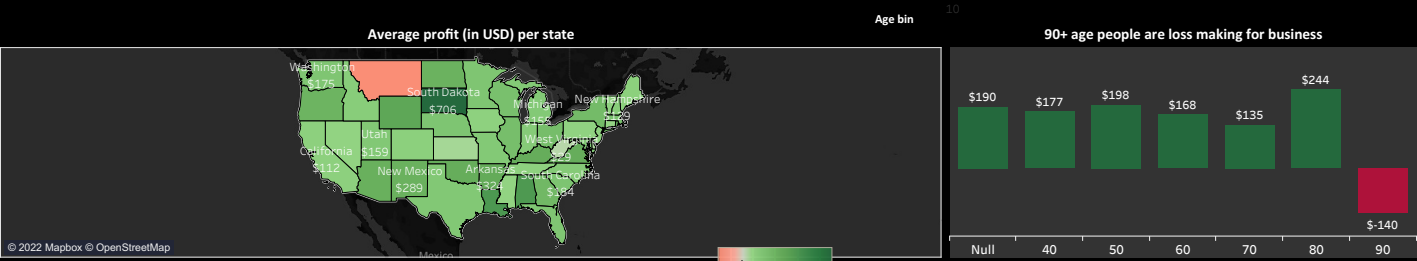 10
Age bin
Average profit (in USD) per state
Washington
$175
South Dakota
$706
Michigan
New Hampshire
Utah
$159
West Virginia
California
$112
New Mexico
$289
Arkansas
$324
South Carolina
$184
© 2022 Mapbox © OpenStreetMap
Mexico
90+ age people are loss making for business
$190
$177
$198
$168
$135
$244
$-140
Null
40
50
60
70
80
90